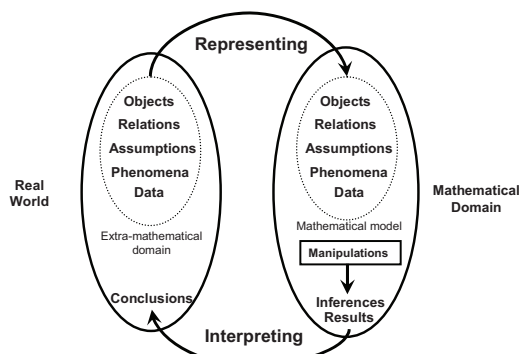 Representing
Real
World
Objects
Relations
Assumptions
Phenomena
Data
Extra-mathematical
domain
Conclusions
Objects
Relations
Assumptions
Phenomena
Data
Mathematical model
Manipulations
Inferences
Results
Mathematical
Domain
Interpreting